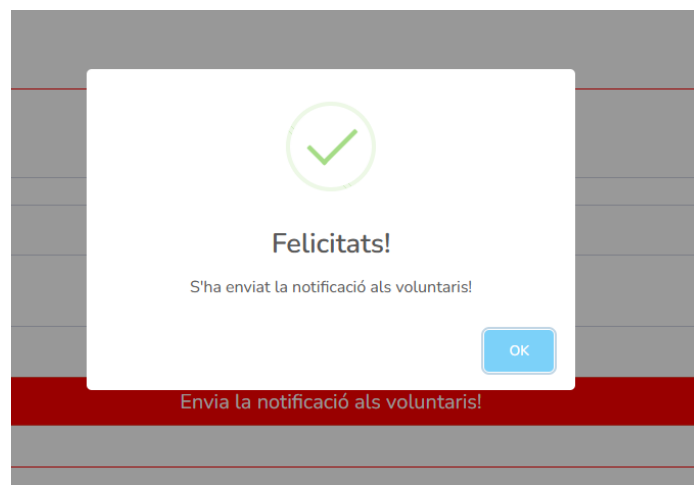 Felicitats!
S'ha enviat la notificació als voluntaris!
OK
Envia la notificació als voluntaris!